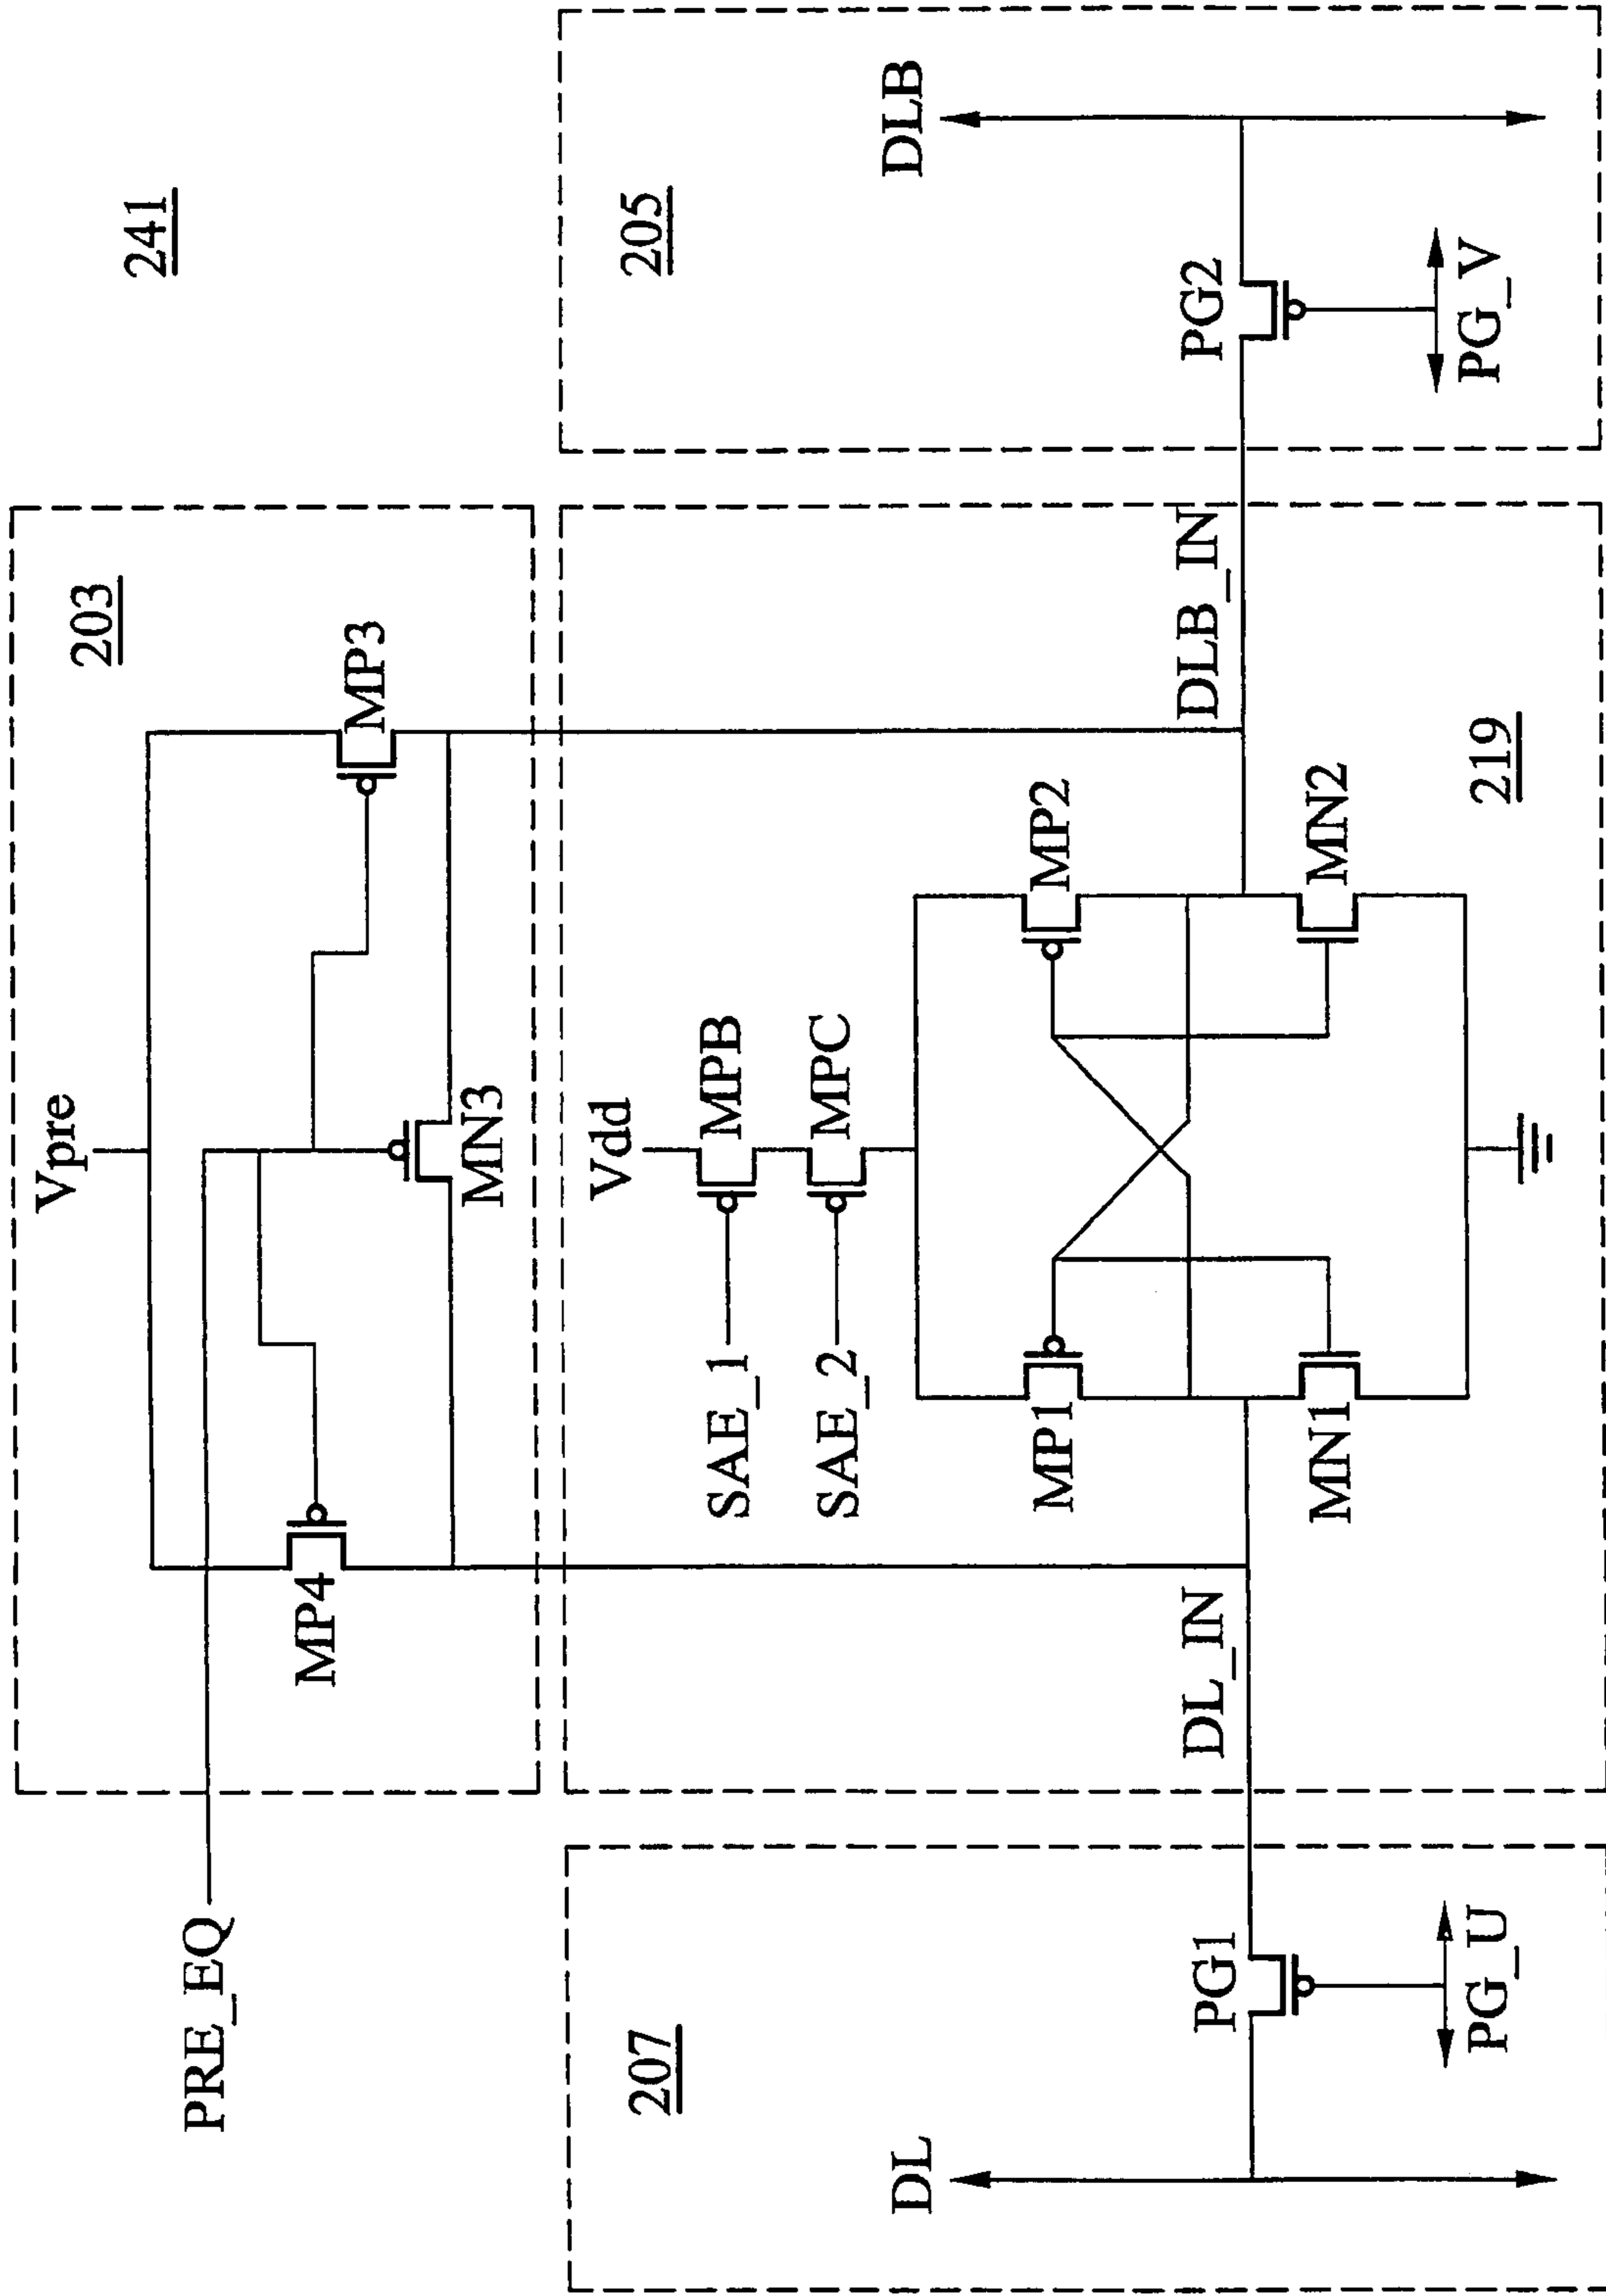 241
Vpre
203
PRE_EQ
MP4
MP3
MN3
Vdd
SAE_1
MPB
SAE_2
MPC
MP1
MP2
MN1
MN2
DL_IN
DLB_IN
219
207
DL
PG1
PG_U
205
DLB
PG2
PG_V